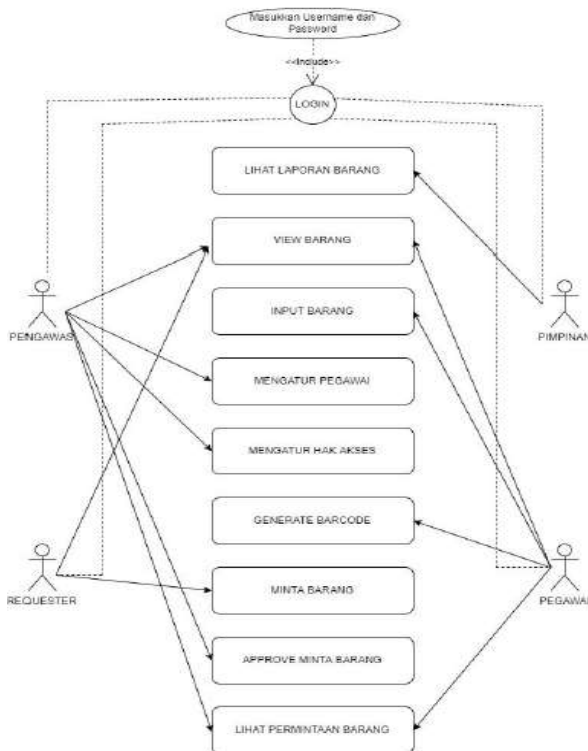 Masukkan Username dan
Password
<<Include>>
LOGIN
LIHAT LAPORAN BARANG
VIEW BARANG
INPUT BARANG
PENGAWAS
PIMPINAN
MENGATUR PEGAWAI
MENGATUR HAK AKSES
GENERATE BARCODE
MINTA BARANG
REQUESTER
PEGAWAI
APPROVE MINTA BARANG
LIHAT PERMINTAAN BARANG